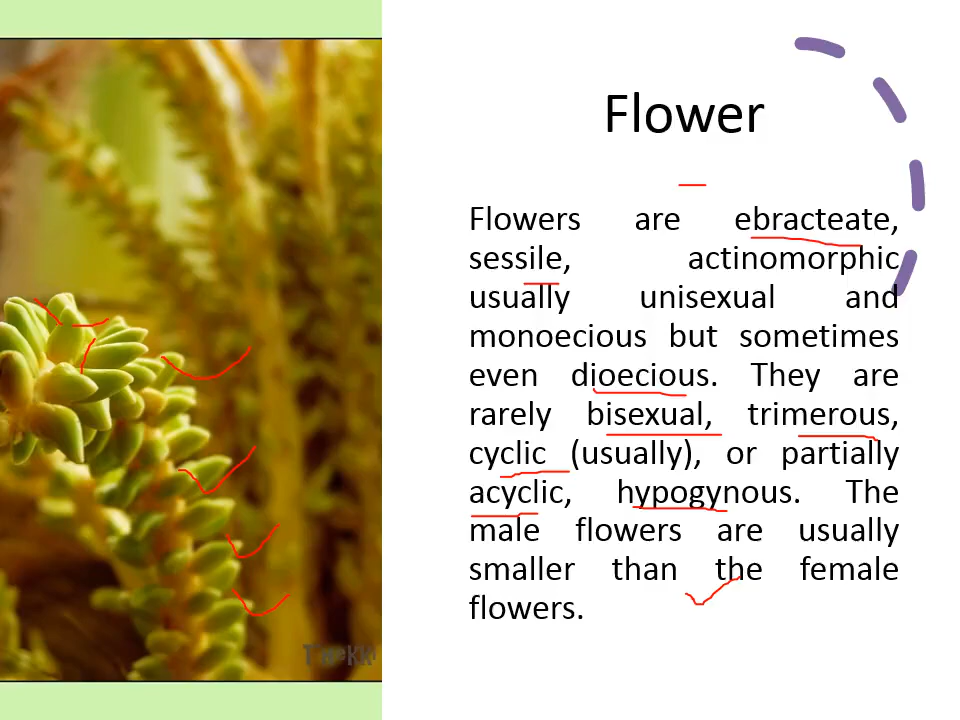 Flower
Flowers are ebracteate,
sessile, actinomorphic
usually unisexual and
monoecious but sometimes
even dioecious. They are
rarely bisexual, trimerous,
cyclic (usually), or partially
acyclic, hypogynous. The
male flowers are usually
smaller than the female
flowers.